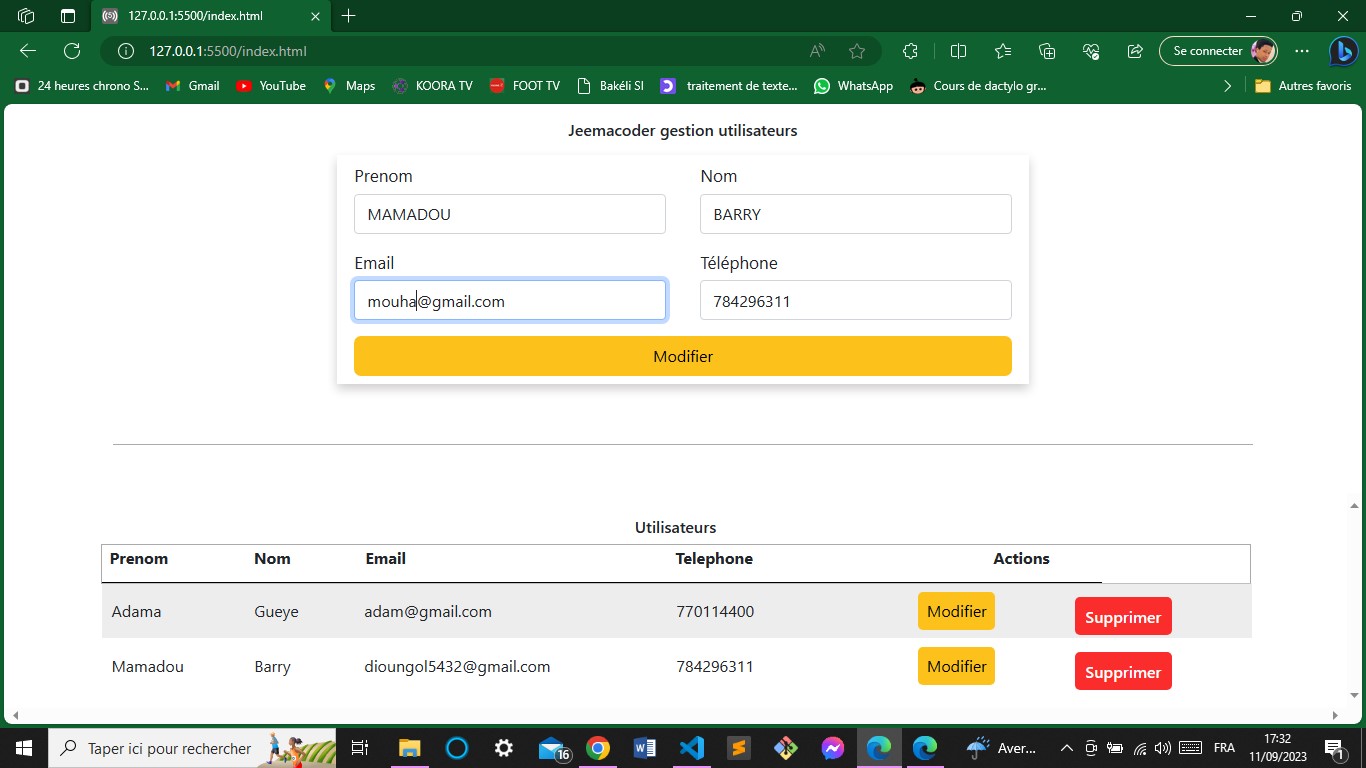 127.0.0.1:5500/index.html
127.0.0.1:5500/index.html
Se connecter
24 heures chrono S... Gmail YouTube Maps KOORA TV FOOT TV Bakéli SI traitement de texte... WhatsApp Cours de dactylo gr... Autres favoris
Jeemacoder gestion utilisateurs
Prenom Nom
MAMADOU BARRY
Email Téléphone
mouha@gmail.com 784296311
Modifier
Utilisateurs
Prenom Nom Email Telephone Actions
Adama Gueye adam@gmail.com 770114400 Modifier Supprimer
Mamadou Barry dioungol5432@gmail.com 784296311 Modifier Supprimer
Taper ici pour rechercher 16 Aver... FRA 17:32
11/09/2023 1